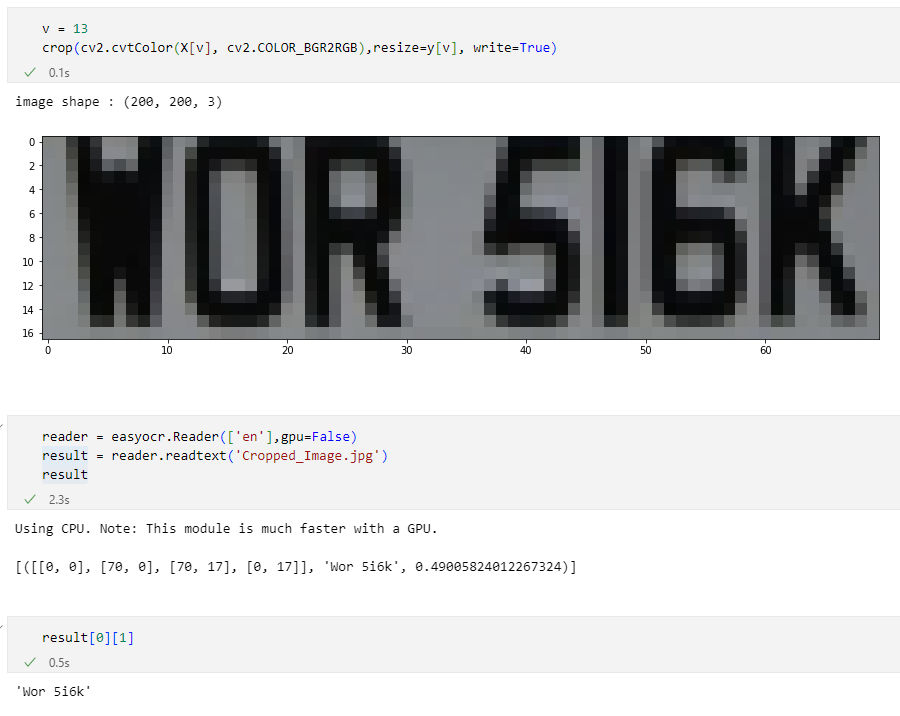 v = 13
crop(cv2.cvtColor(X[v], cv2.COLOR_BGR2RGB),resize=y[v], write=True)
✓ 0.1s
image shape : (200, 200, 3)
0
2
4
6
8
10
12
14
16
WOR 516K
0 10 20 30 40 50 60
reader = easyocr.Reader(['en'],gpu=False)
result = reader.readtext('Cropped_Image.jpg')
result
✓ 2.3s
Using CPU. Note: This module is much faster with a GPU.
[([[0, 0], [70, 0], [70, 17], [0, 17]], 'Wor 5i6k', 0.49005824012267324)]
result[0][1]
✓ 0.5s
'Wor 5i6k'